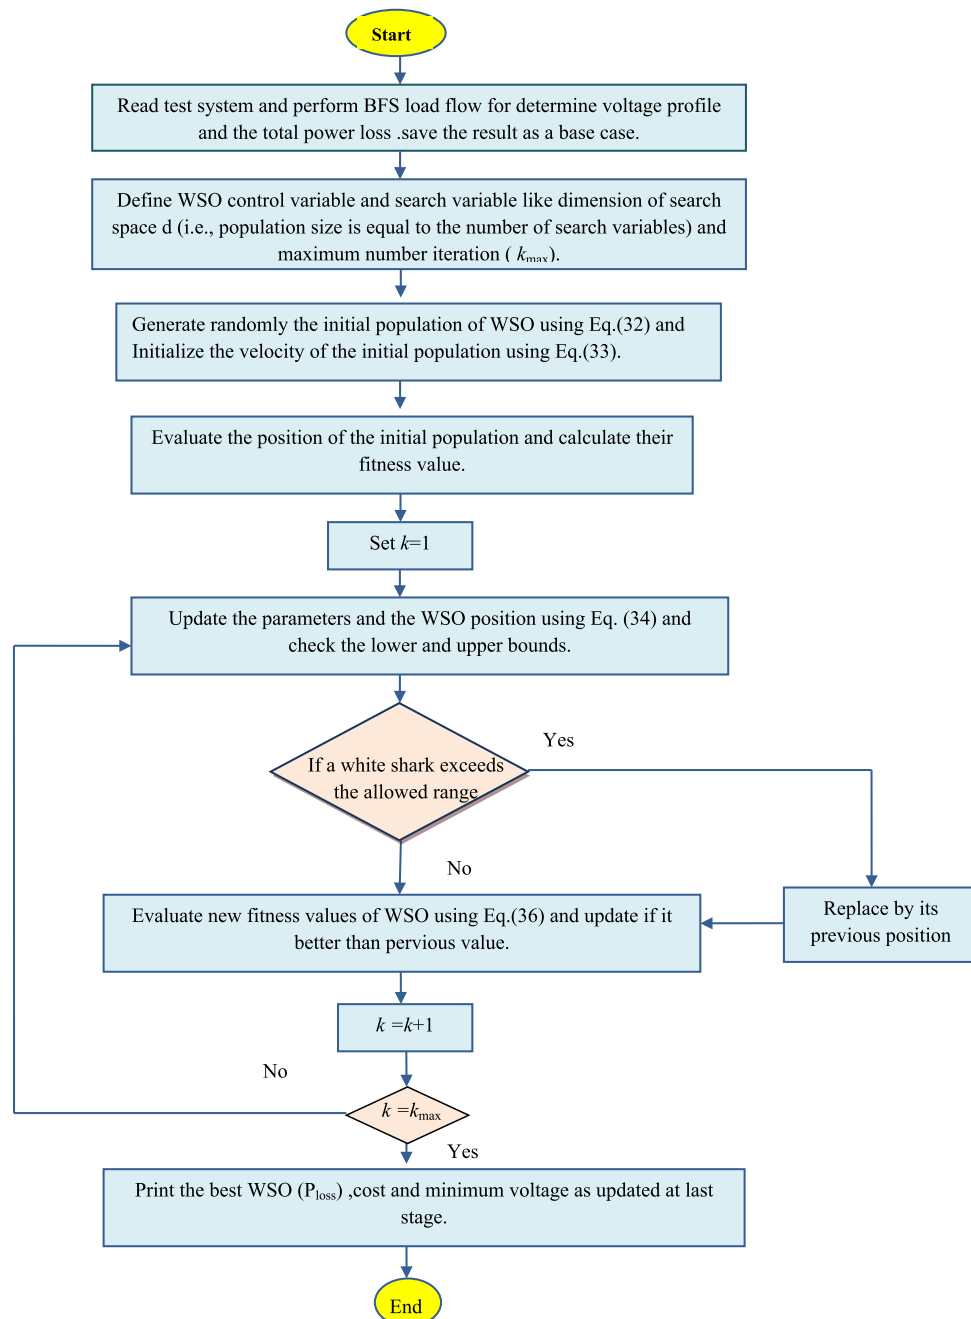 Start
Read test system and perform BFS load flow for determine voltage profile
and the total power loss .save the result as a base case.
Define WSO control variable and search variable like dimension of search
space d (i.e., population size is equal to the number of search variables) and
maximum number iteration ( kmax).
Generate randomly the initial population of WSO using Eq.(32) and
Initialize the velocity of the initial population using Eq.(33).
Evaluate the position of the initial population and calculate their
fitness value.
Set k=1
Update the parameters and the WSO position using Eq. (34) and
check the lower and upper bounds.
Yes
If a white shark exceeds
the allowed range
No
Evaluate new fitness values of WSO using Eq.(36) and update if it
better than pervious value.
Replace by its
previous position
k =k+1
No
k =kmax
Yes
Print the best WSO (Ploss) ,cost and minimum voltage as updated at last
stage.
End